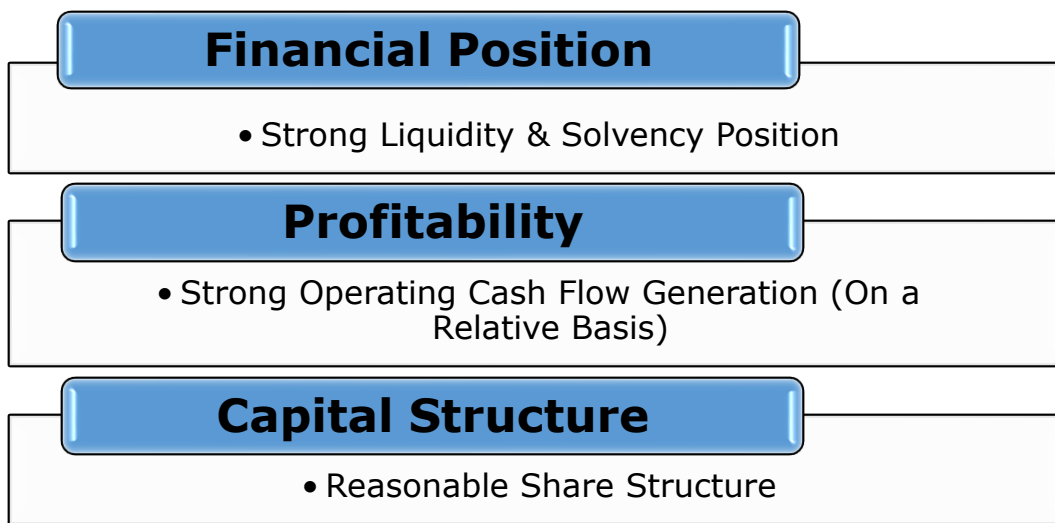 Financial Position
• Strong Liquidity & Solvency Position
Profitability
• Strong Operating Cash Flow Generation (On a
Relative Basis)
Capital Structure
• Reasonable Share Structure